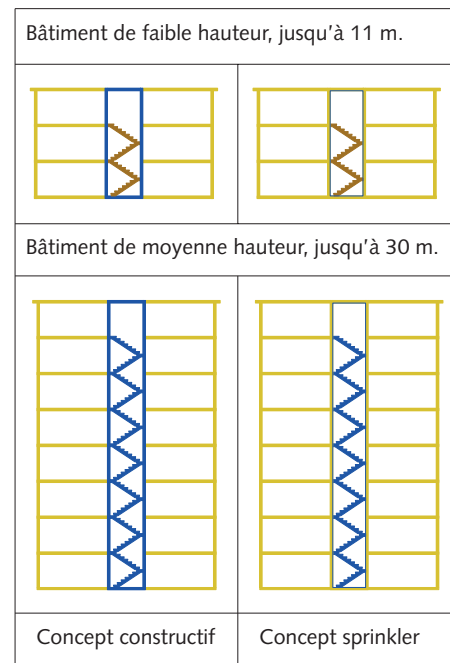 Bâtiment de faible hauteur, jusqu'à 11 m.
Bâtiment de moyenne hauteur, jusqu'à 30 m.
Concept constructif
Concept sprinkler